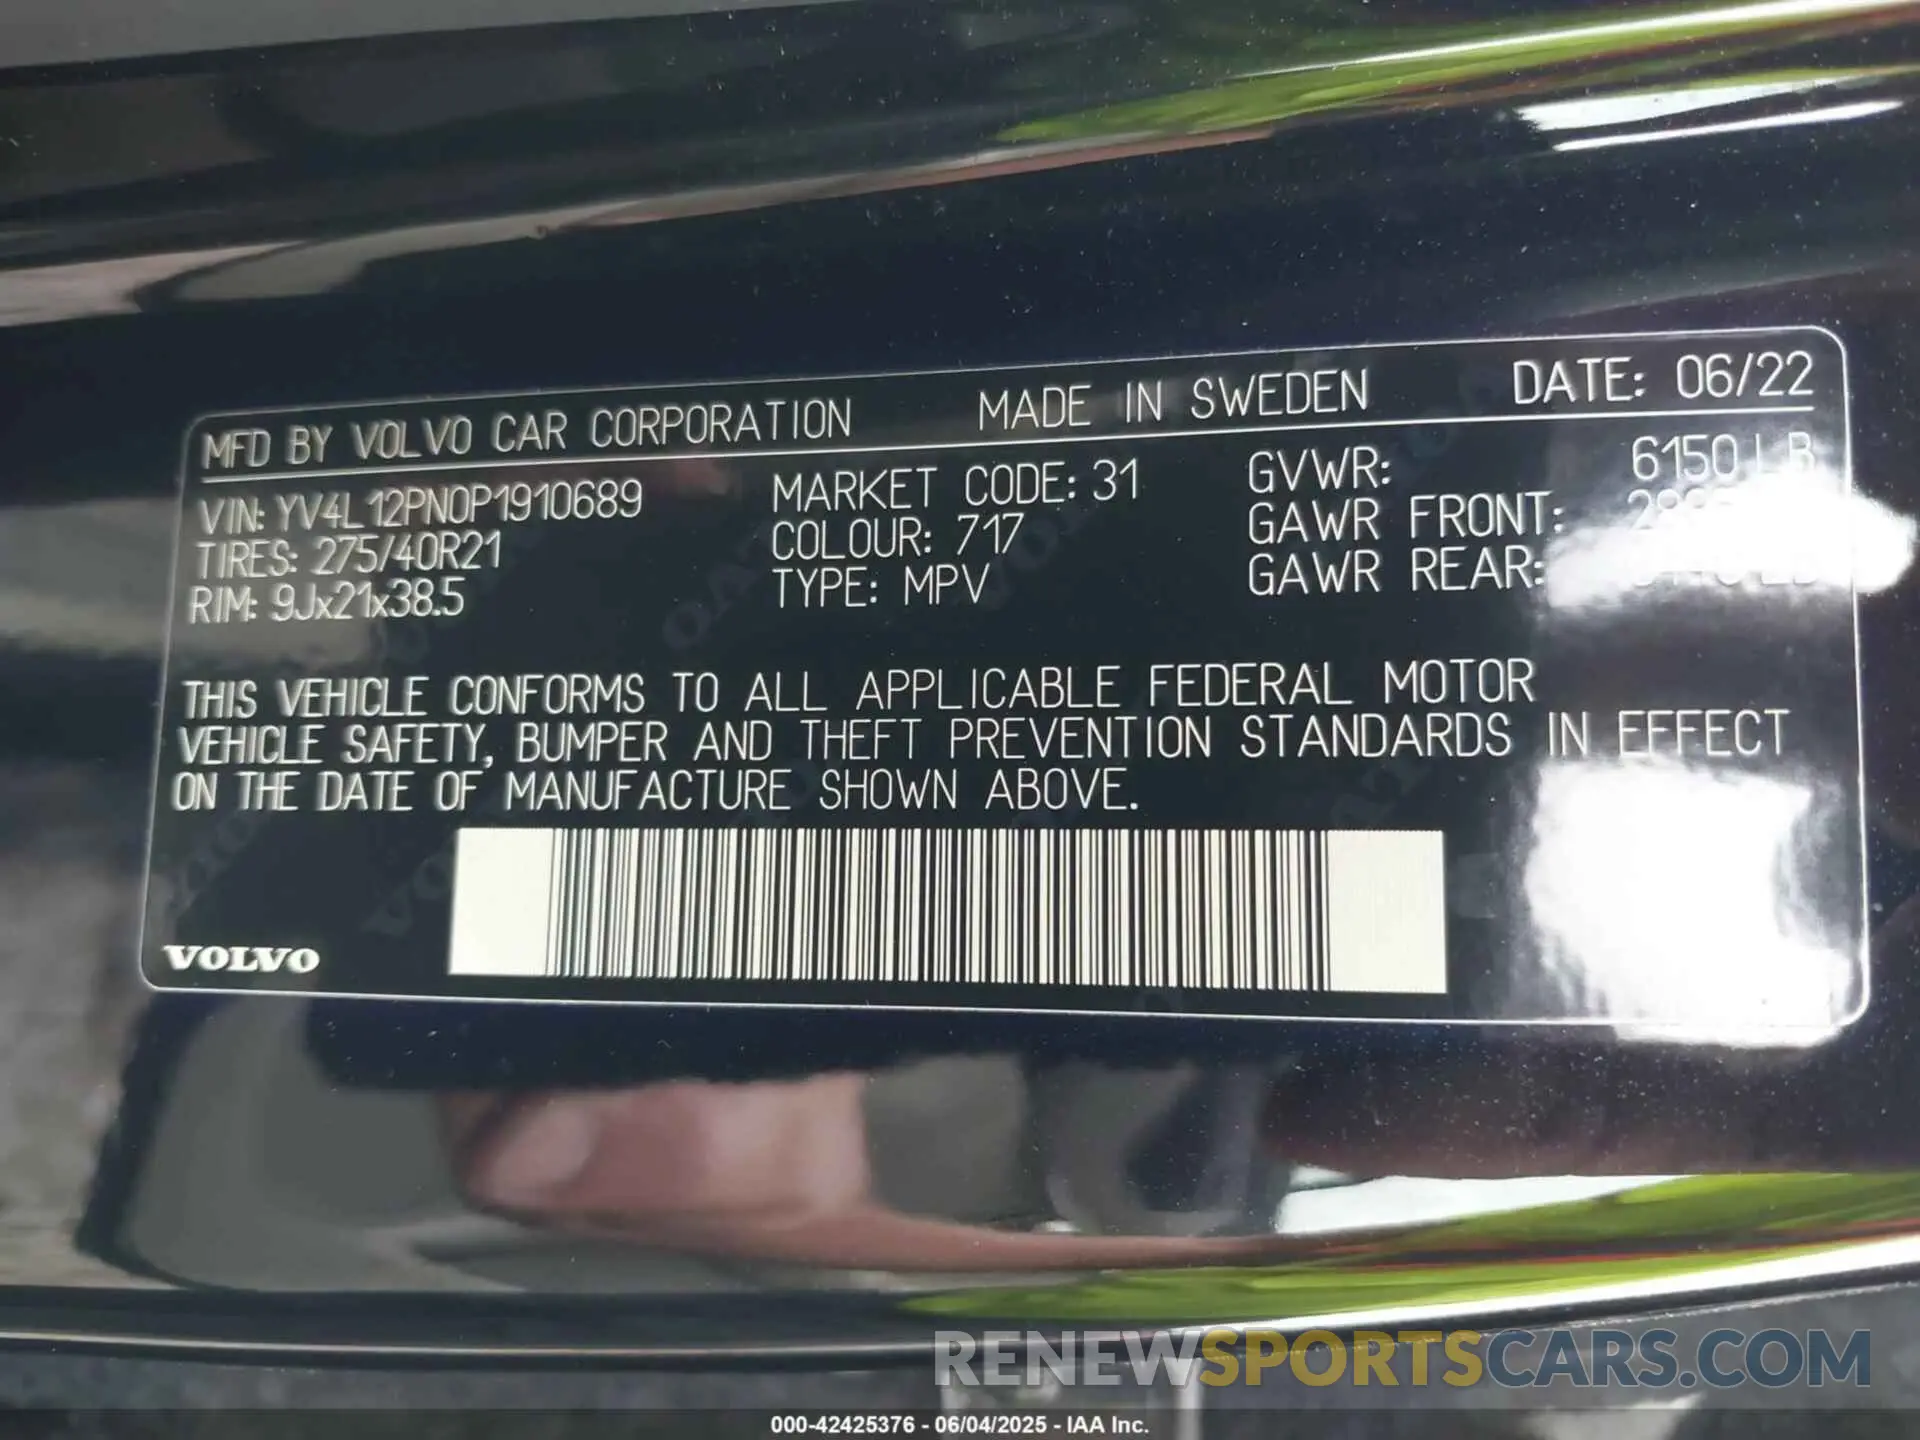 MFD BY VOLVO CAR CORPORATION MADE IN SWEDEN DATE: 06/22
VIN: YV4L12PN0P1910689 MARKET CODE: 31 GVWR: 6150 LB
TIRES: 275/40R21 COLOUR: 717 GAWR FRONT:
RIM: 9Jx21x38.5 TYPE: MPV GAWR REAR:
THIS VEHICLE CONFORMS TO ALL APPLICABLE FEDERAL MOTOR
VEHICLE SAFETY, BUMPER AND THEFT PREVENTION STANDARDS IN EFFECT
ON THE DATE OF MANUFACTURE SHOWN ABOVE.
VOLVO
RENEWSPORTSCARS.COM
000-42425376 - 06/04/2025 - IAA Inc.